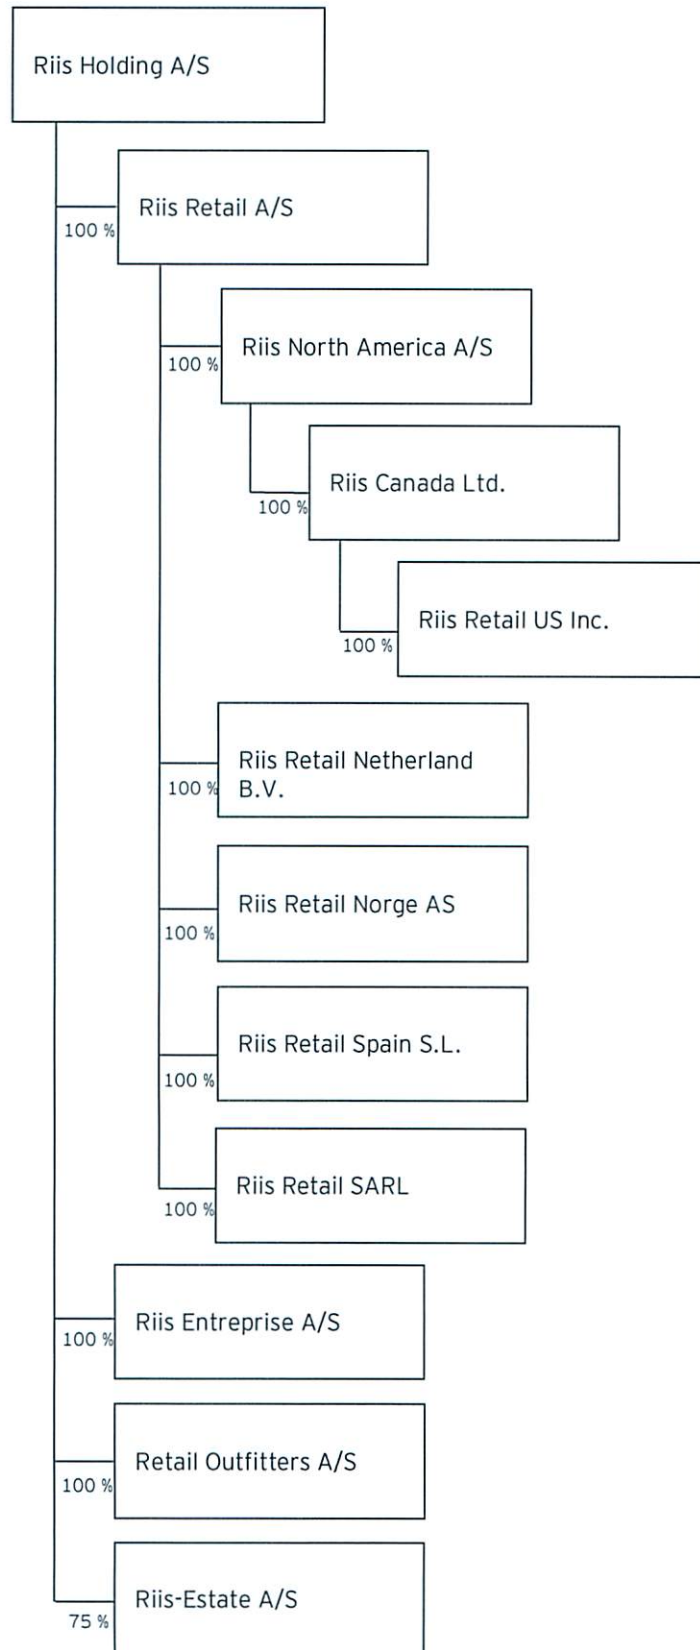 Riis Holding A/S
Riis Retail A/S
100 %
Riis North America A/S
100 %
Riis Canada Ltd.
100 %
Riis Retail US Inc.
100 %
Riis Retail Netherland
B.V.
100 %
Riis Retail Norge AS
100 %
Riis Retail Spain S.L.
100 %
Riis Retail SARL
100 %
Riis Entreprise A/S
100 %
Retail Outfitters A/S
100 %
Riis-Estate A/S
75 %